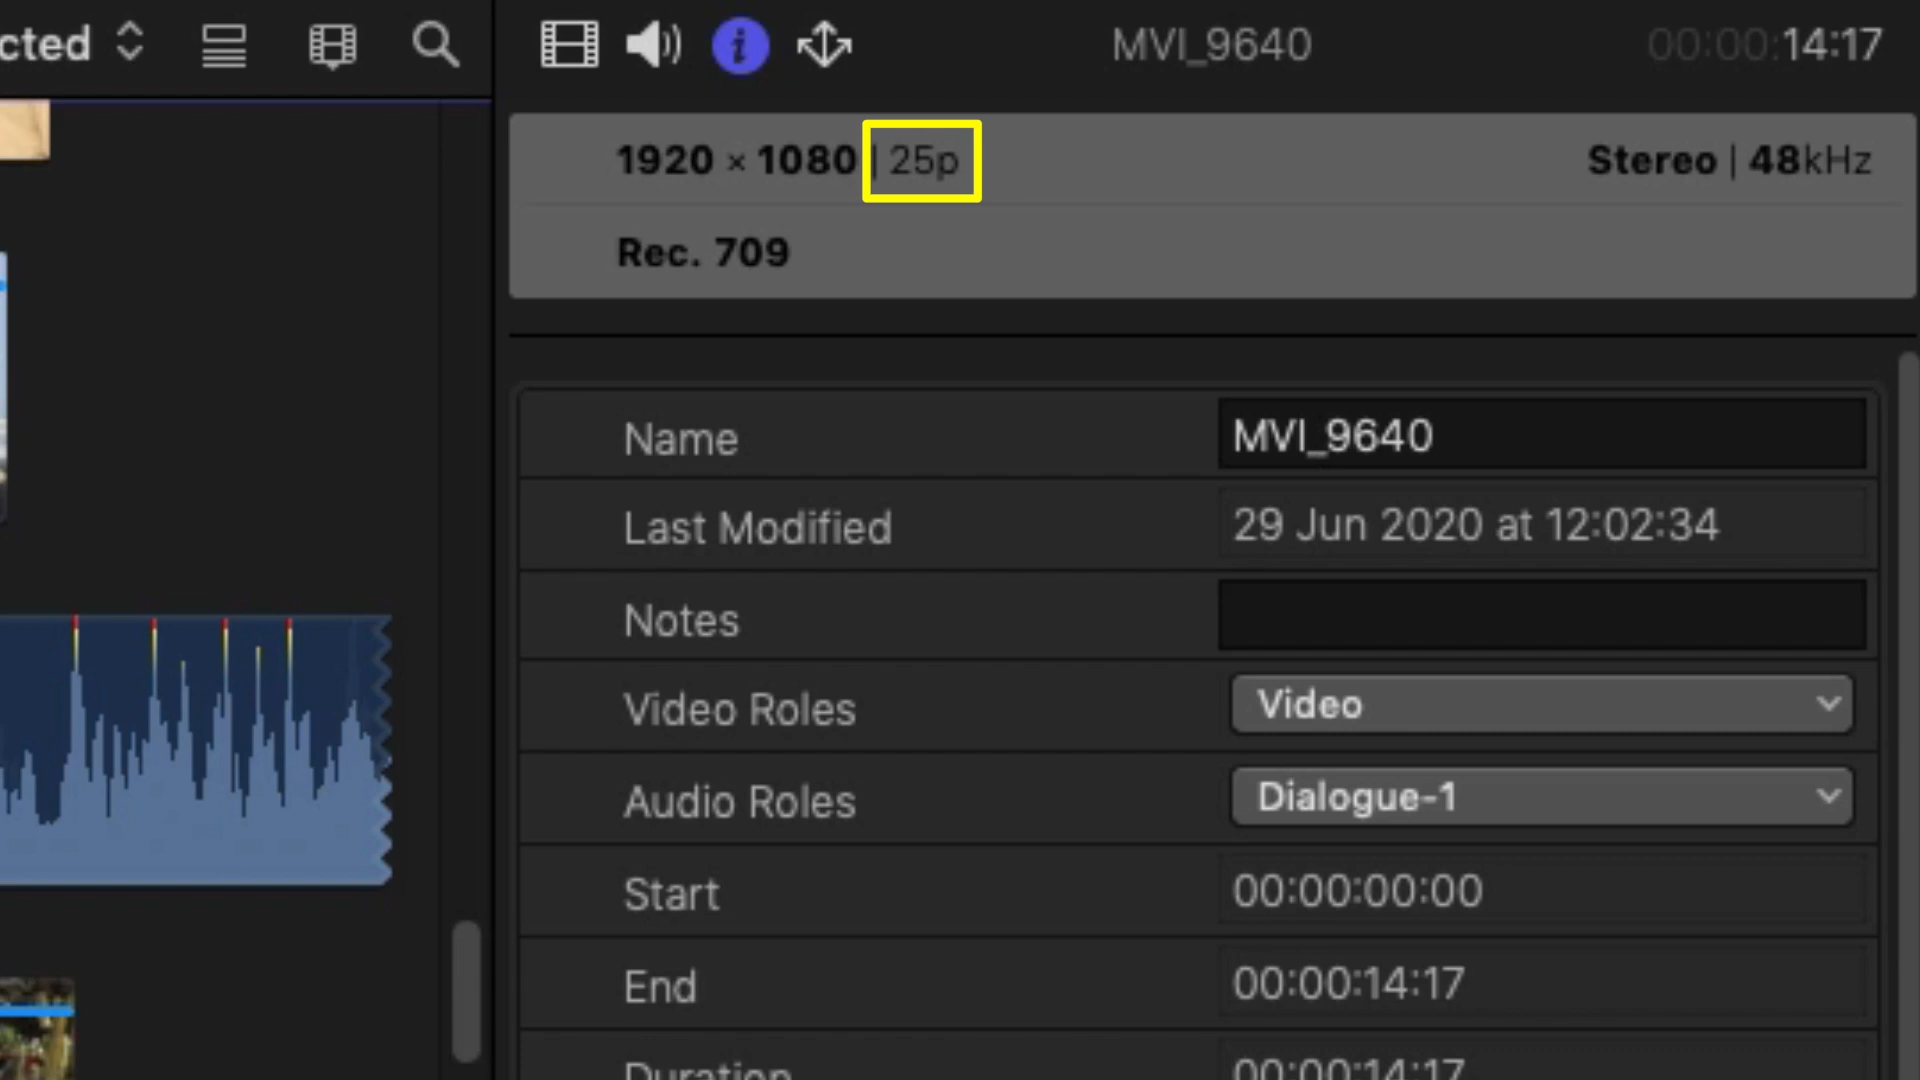 cted
MVI_9640
00:00:14:17
1920 × 1080 | 25p
Stereo | 48kHz
Rec. 709
Name
MVI_9640
Last Modified
29 Jun 2020 at 12:02:34
Notes
Video Roles
Video
Audio Roles
Dialogue-1
Start
00:00:00:00
End
00:00:14:17
Duration
00:00:14:17